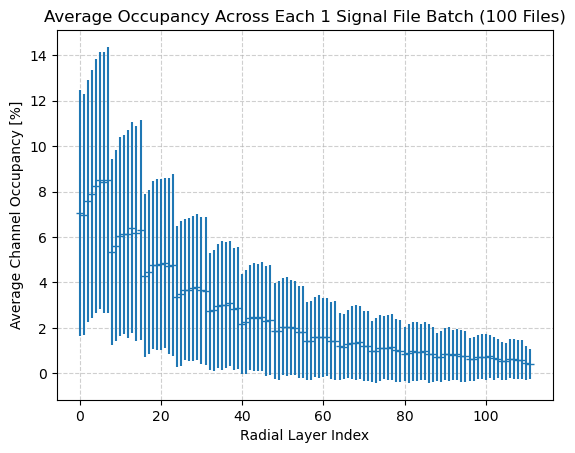 Average Occupancy Across Each 1 Signal File Batch (100 Files)
Average Channel Occupancy [%]
14
12
10
8
6
4
2
0
0 20 40 60 80 100
Radial Layer Index